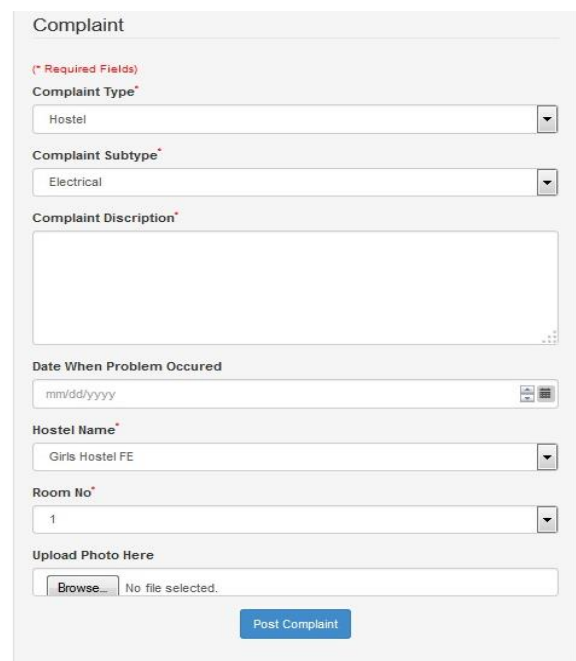 Complaint
(* Required Fields)
Complaint Type*
Hostel
Complaint Subtype*
Electrical
Complaint Discription*
Date When Problem Occured
mm/dd/yyyy
Hostel Name*
Girls Hostel FE
Room No*
1
Upload Photo Here
Browse... No file selected.
Post Complaint